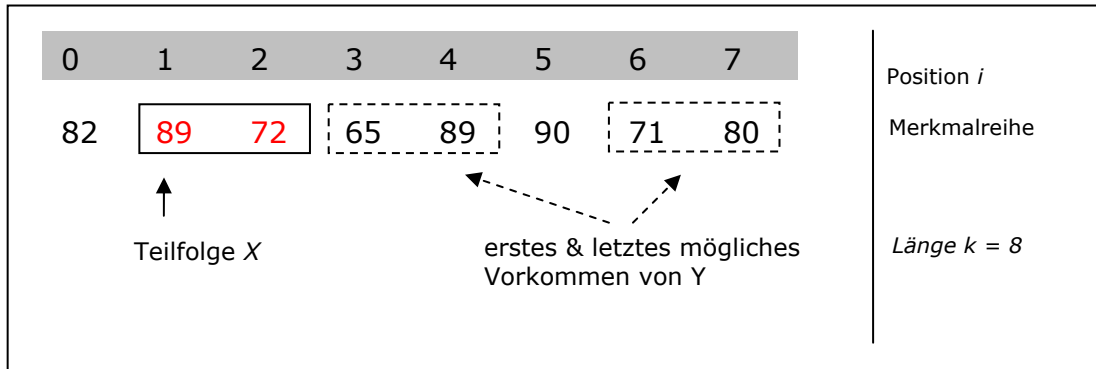 0 1 2 3 4 5 6 7
Position i
82 89 72 65 89 90 71 80
Merkmalreihe
Teilfolge X
erstes & letztes mögliches
Vorkommen von Y
Länge k = 8